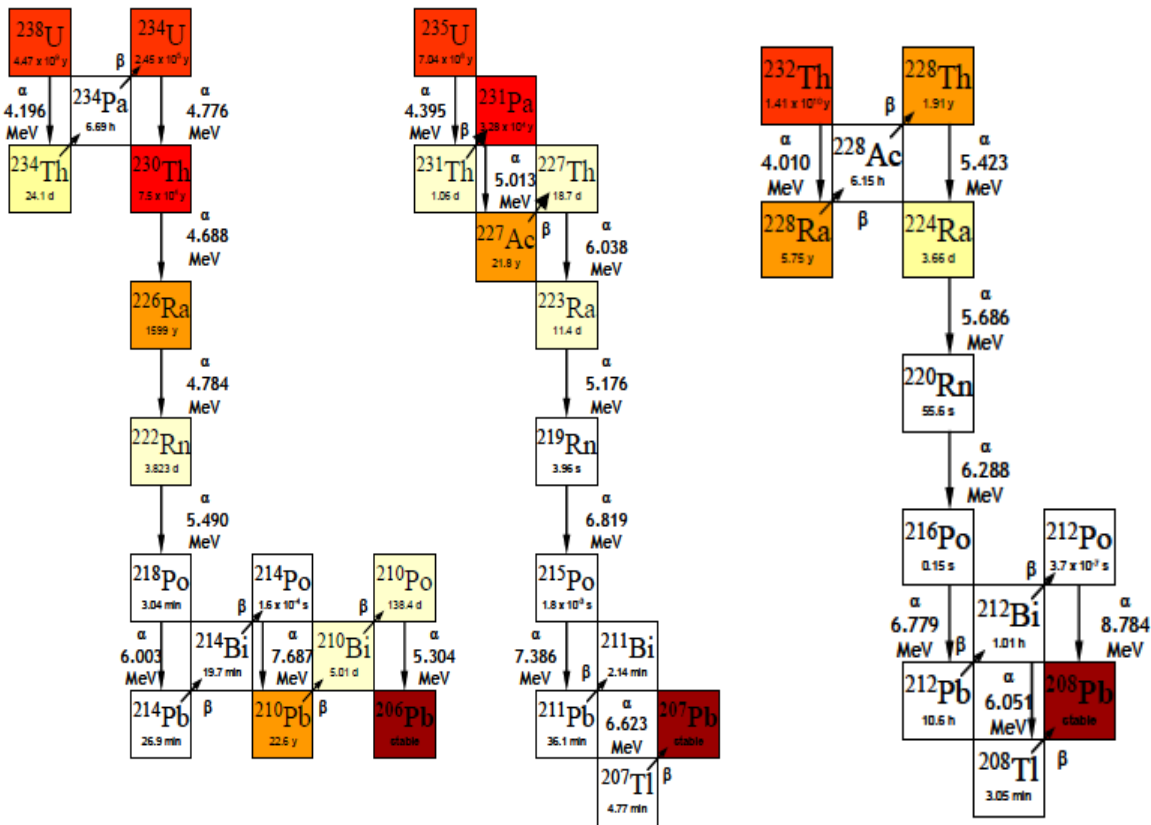 238U
4.47 x 10⁹ y
234U
2.45 x 10⁵ y
β
α
4.196
MeV
234Pa
6.69 h
α
4.776
MeV
234Th
24.1 d
230Th
7.5 x 10⁴ y
α
4.688
MeV
226Ra
1599 y
α
4.784
MeV
222Rn
3.823 d
α
5.490
MeV
218Po
3.04 min
214Po
1.6 x 10⁻⁴ s
210Po
138.4 d
β
β
α
6.003
MeV
214Bi
19.7 min
α
7.687
MeV
210Bi
5.01 d
α
5.304
MeV
214Pb
26.9 min
β
210Pb
22.6 y
β
206Pb
stable
235U
α
4.395
MeV
231Pa
3.28 x 10⁴ y
β
231Th
1.06 d
α
5.013
MeV
227Th
18.7 d
227Ac
21.8 y
β
α
6.038
MeV
223Ra
11.4 d
α
5.176
MeV
219Rn
3.96 s
α
6.819
MeV
215Po
1.8 x 10⁻³ s
α
7.386
MeV
211Bi
2.14 min
β
211Pb
36.1 min
α
6.623
MeV
207Pb
stable
207Tl
4.77 min
β
232Th
1.41 x 10¹⁰ y
228Th
1.91 y
β
α
4.010
MeV
228Ac
6.15 h
α
5.423
MeV
228Ra
5.75 y
β
224Ra
3.66 d
α
5.686
MeV
220Rn
55.6 s
α
6.288
MeV
216Po
0.15 s
212Po
3.7 x 10⁻⁷ s
β
α
6.779
MeV
β
212Bi
1.01 h
α
8.784
MeV
212Pb
10.6 h
α
6.051
MeV
208Pb
stable
208Tl
3.05 min
β